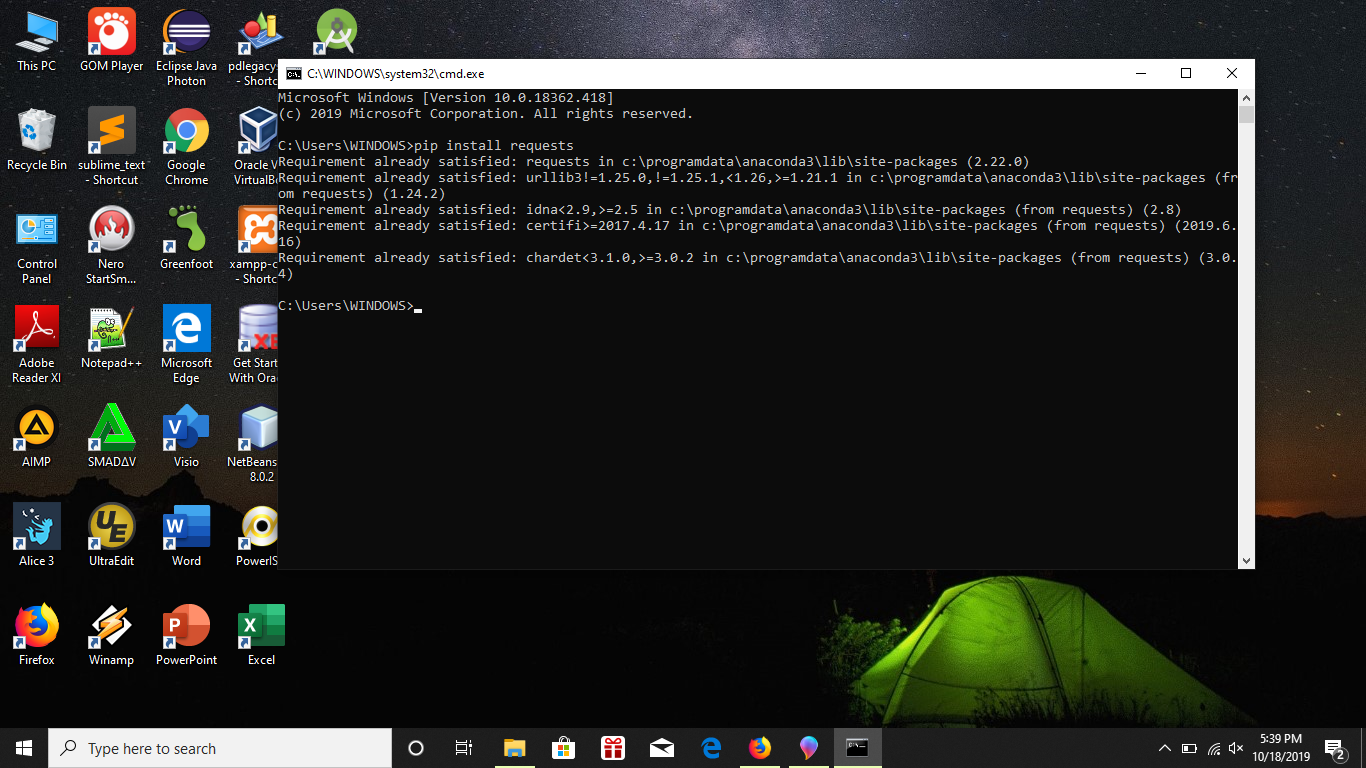 This PC
GOM Player
Eclipse Java
Photon
pdlegacy
- Shortc
C:\WINDOWS\system32\cmd.exe
Microsoft Windows [Version 10.0.18362.418]
(c) 2019 Microsoft Corporation. All rights reserved.
C:\Users\WINDOWS>pip install requests
Requirement already satisfied: requests in c:\programdata\anaconda3\lib\site-packages (2.22.0)
Requirement already satisfied: urllib3!=1.25.0,!=1.25.1,<1.26,>=1.21.1 in c:\programdata\anaconda3\lib\site-packages (fr
om requests) (1.24.2)
Requirement already satisfied: idna<2.9,>=2.5 in c:\programdata\anaconda3\lib\site-packages (from requests) (2.8)
Requirement already satisfied: certifi>=2017.4.17 in c:\programdata\anaconda3\lib\site-packages (from requests) (2019.6.
16)
Requirement already satisfied: chardet<3.1.0,>=3.0.2 in c:\programdata\anaconda3\lib\site-packages (from requests) (3.0.
4)
C:\Users\WINDOWS>
Recycle Bin
sublime_text
- Shortcut
Google
Chrome
Oracle V
VirtualB
Control
Panel
Nero
StartSm...
Greenfoot
xampp-c
- Shortc
Adobe
Reader XI
Notepad++
Microsoft
Edge
Get Start
With Ora
AIMP
SMADΔV
Visio
NetBeans
8.0.2
Alice 3
UltraEdit
Word
PowerIS
Firefox
Winamp
PowerPoint
Excel
Type here to search
5:39 PM
10/18/2019
2